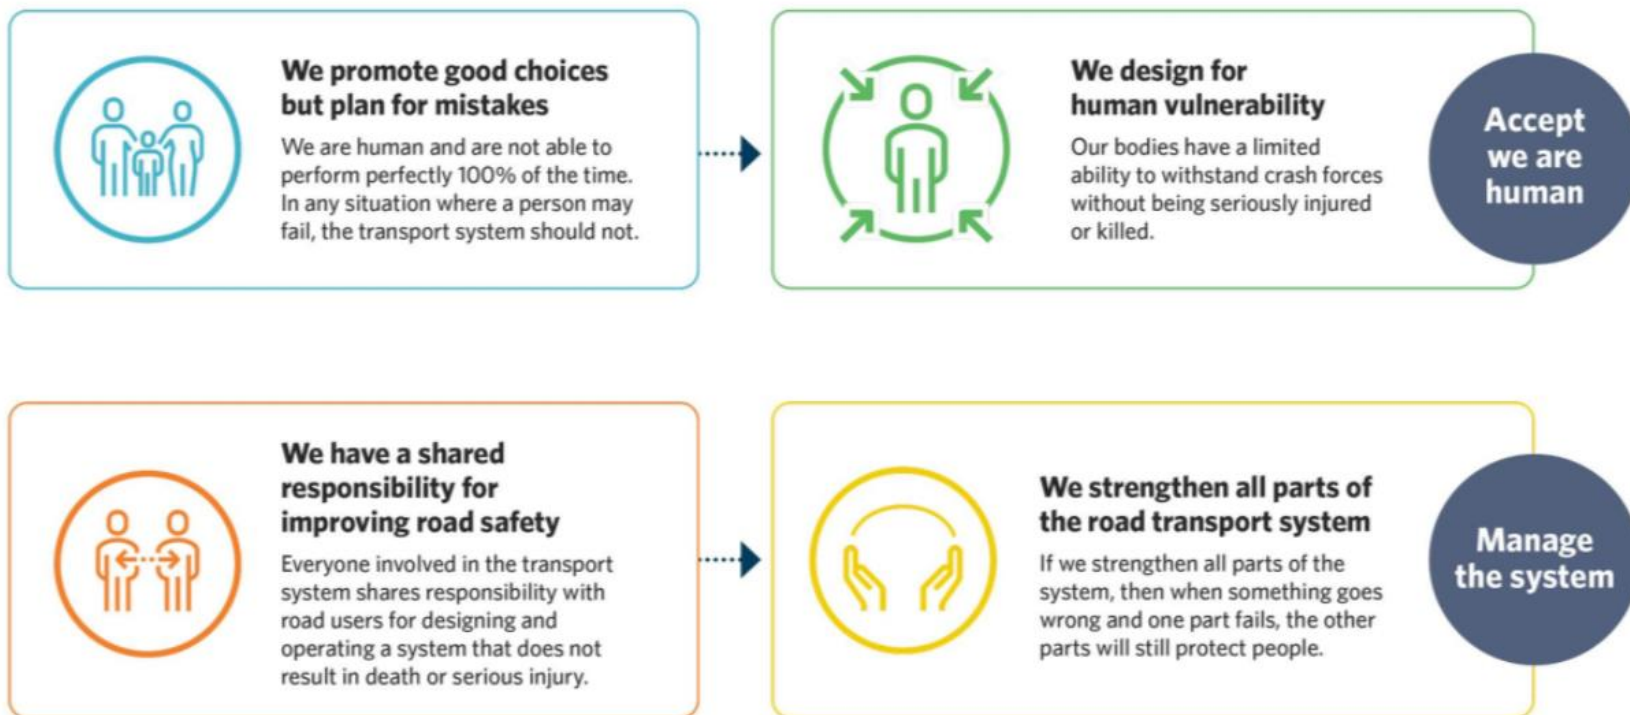 We promote good choices
but plan for mistakes
We are human and are not able to
perform perfectly 100% of the time.
In any situation where a person may
fail, the transport system should not.
We design for
human vulnerability
Our bodies have a limited
ability to withstand crash forces
without being seriously injured
or killed.
Accept
we are
human
We have a shared
responsibility for
improving road safety
Everyone involved in the transport
system shares responsibility with
road users for designing and
operating a system that does not
result in death or serious injury.
We strengthen all parts of
the road transport system
If we strengthen all parts of the
system, then when something goes
wrong and one part fails, the other
parts will still protect people.
Manage
the system